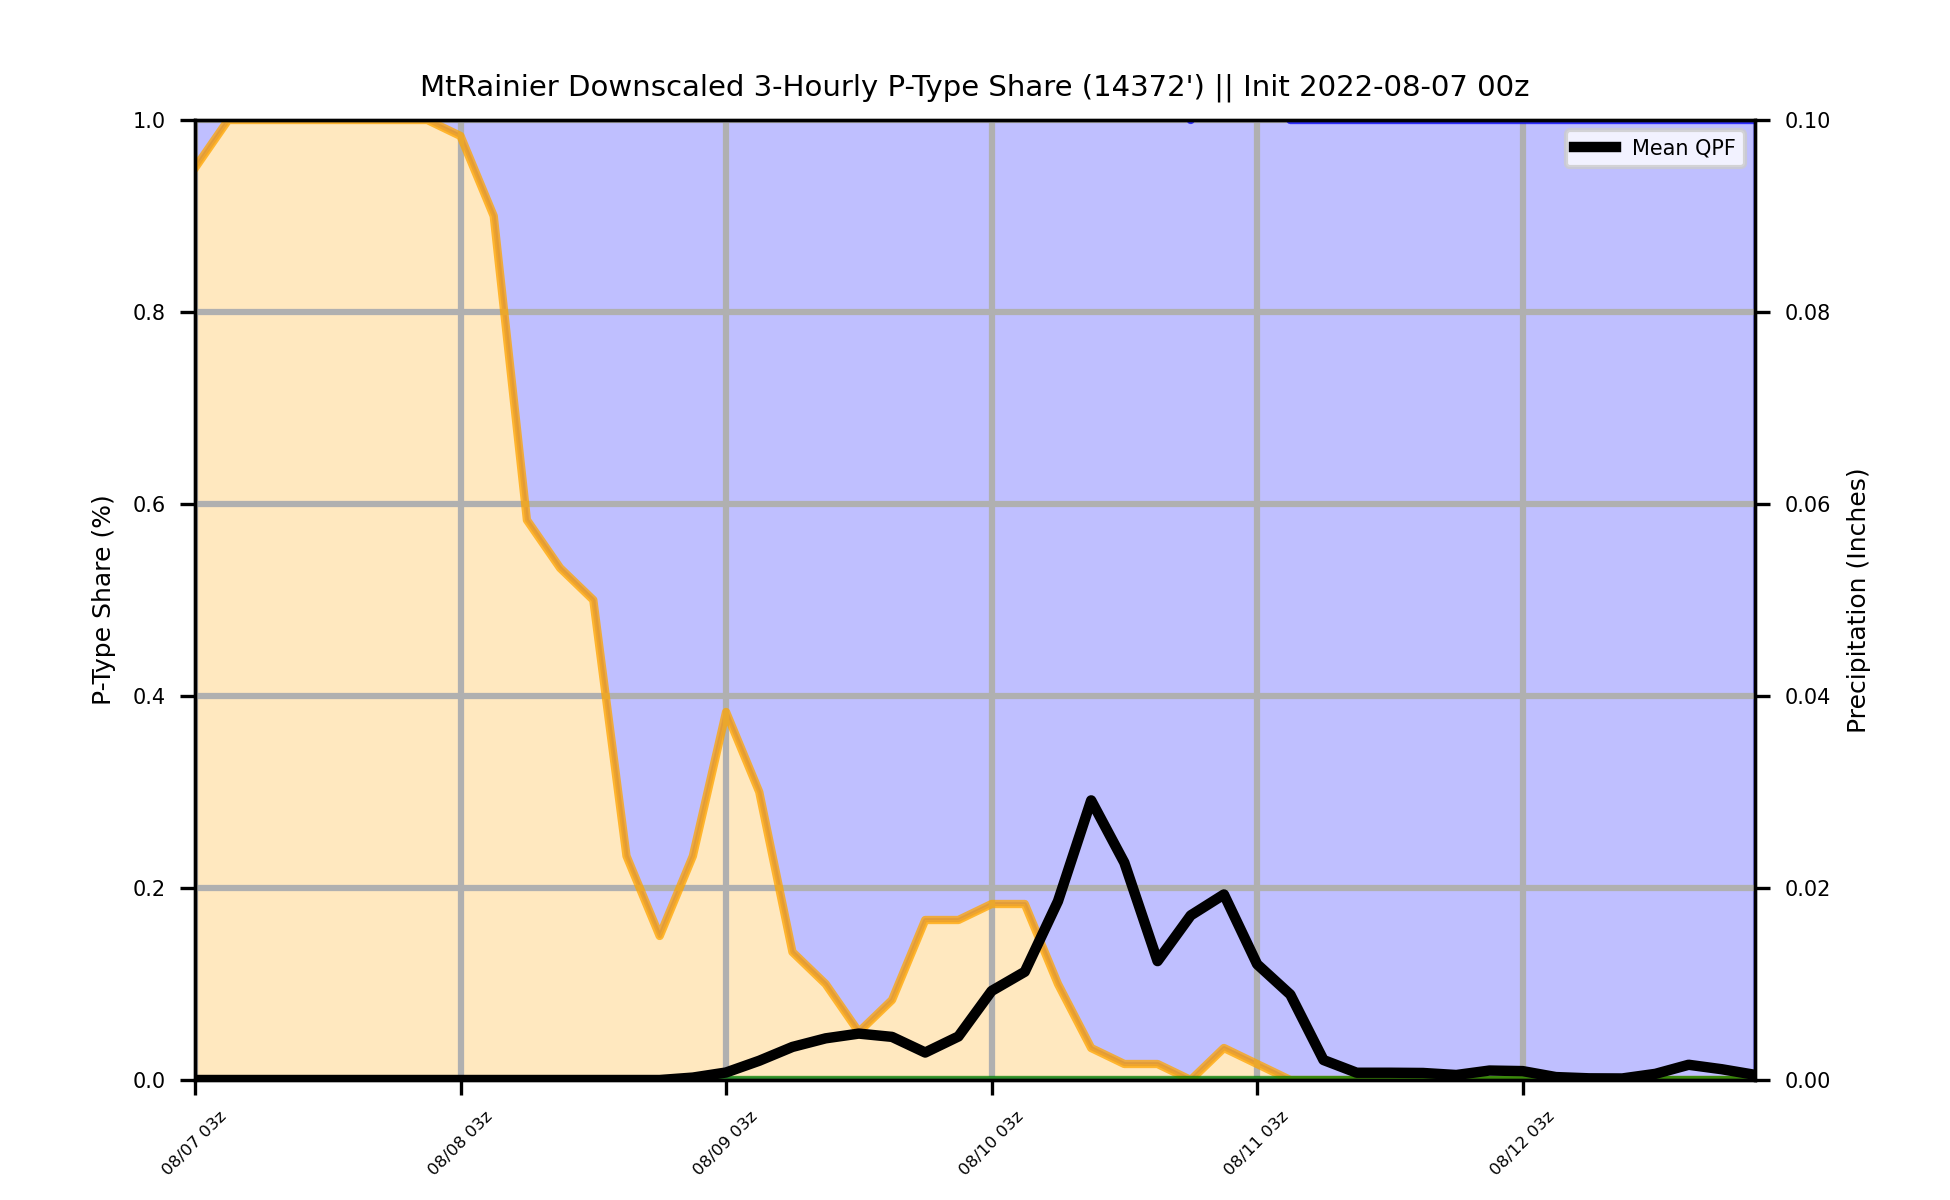 MtRainier Downscaled 3-Hourly P-Type Share (14372') || Init 2022-08-07 00z
Mean QPF
P-Type Share (%)
1.0
0.8
0.6
0.4
0.2
0.0
0.10
0.08
0.06
0.04
0.02
0.00
Precipitation (Inches)
08/07 03z
08/08 03z
08/09 03z
08/10 03z
08/11 03z
08/12 03z